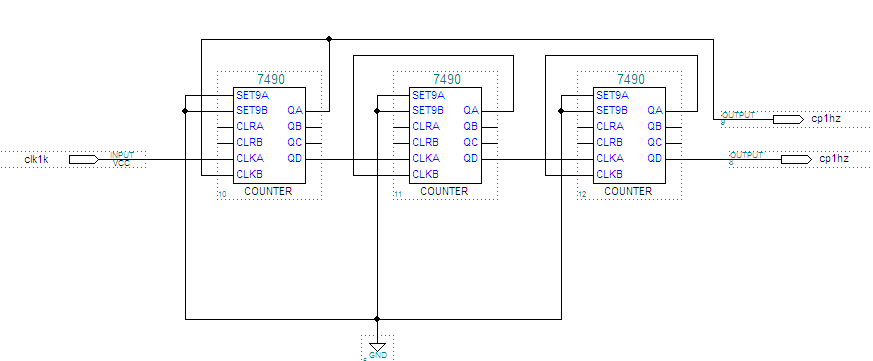 7490
SET9A
SET9B QA
CLRA QB
CLRB QC
CLKA QD
CLKB
COUNTER
10
7490
SET9A
SET9B QA
CLRA QB
CLRB QC
CLKA QD
CLKB
COUNTER
11
7490
SET9A
SET9B QA
CLRA QB
CLRB QC
CLKA QD
CLKB
COUNTER
12
clk1k
INPUT
VCC
OUTPUT
cp1hz
OUTPUT
cp1hz
GND